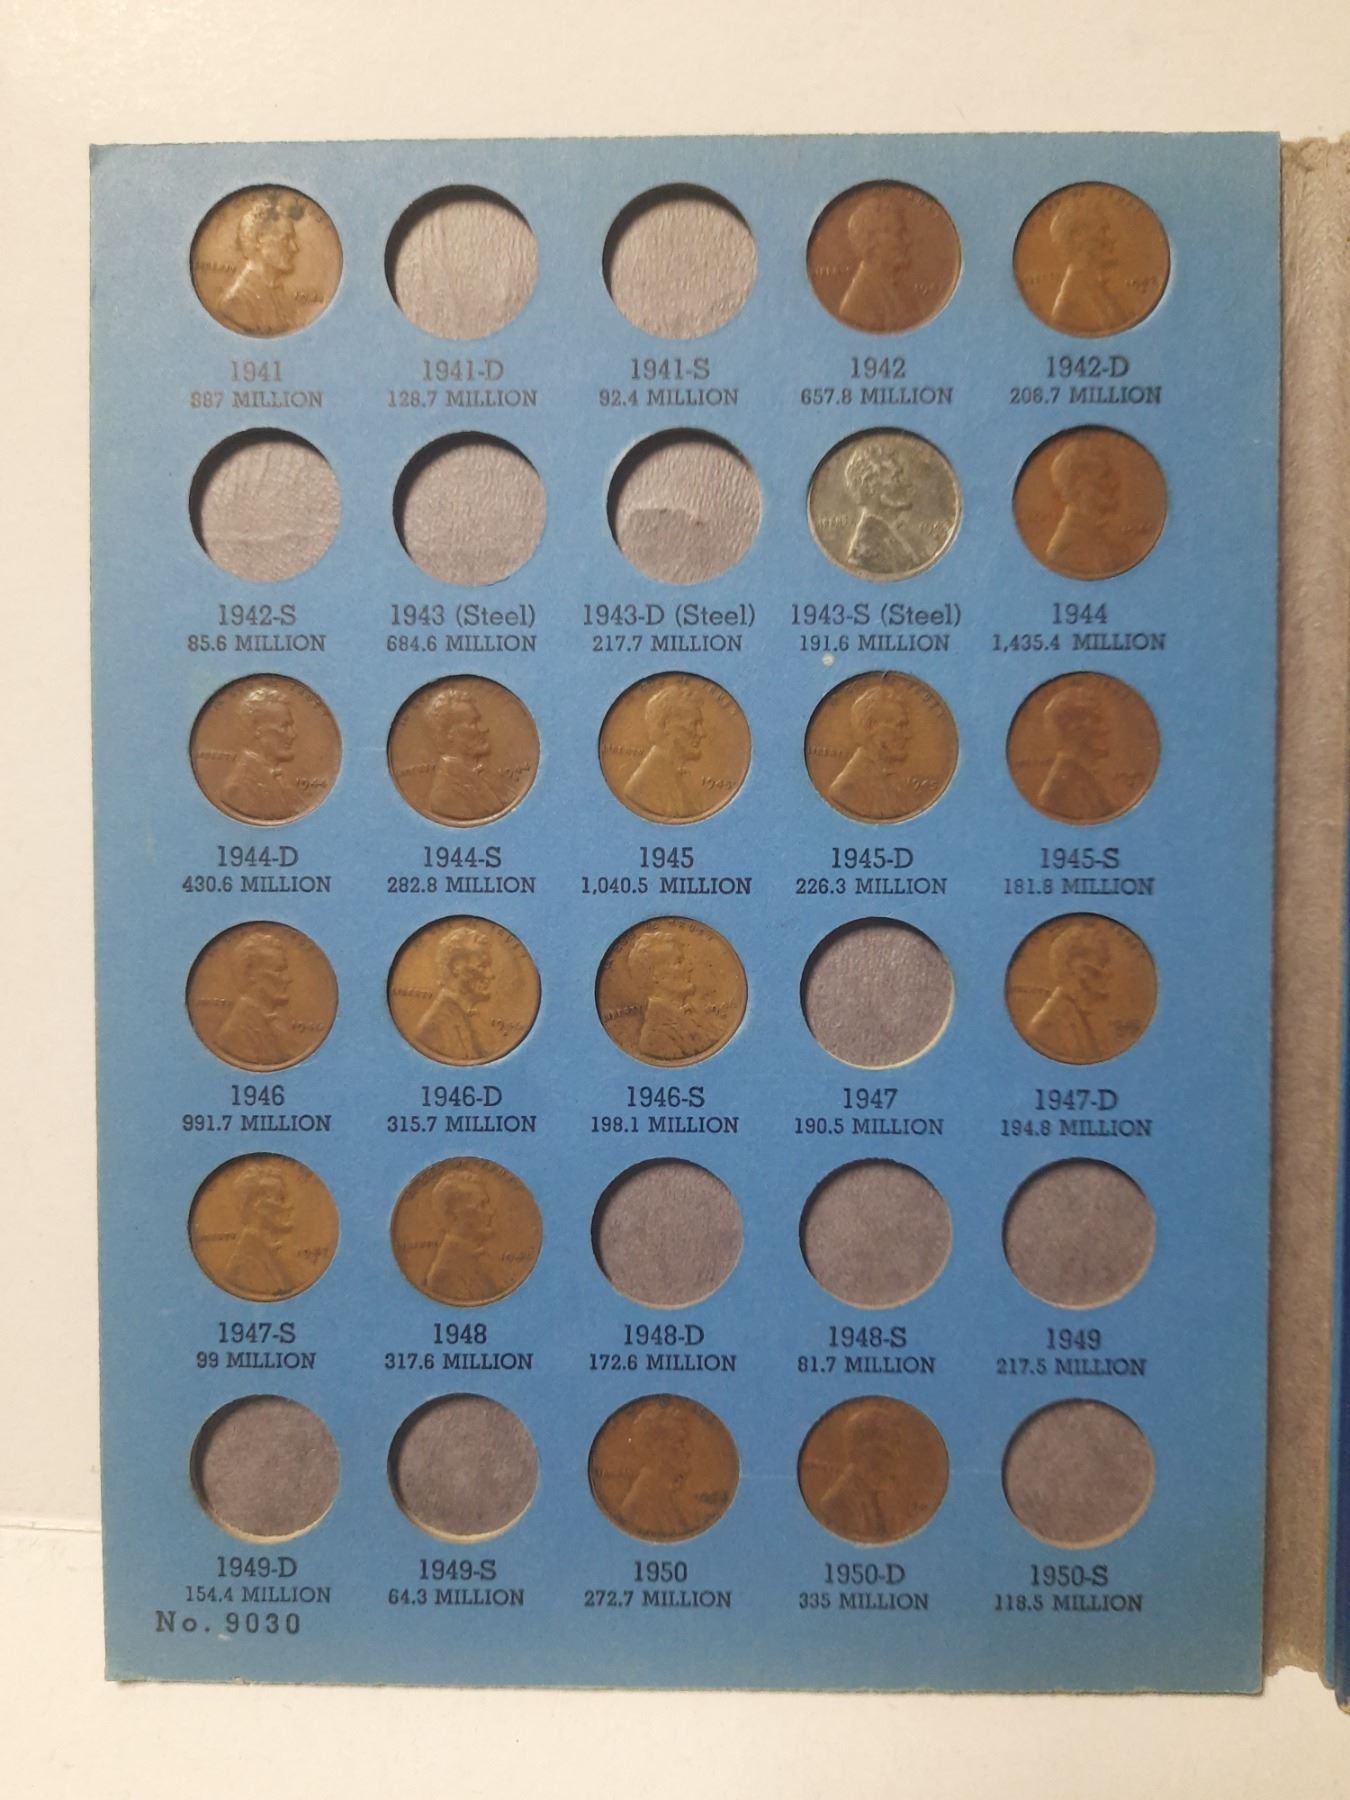 1941 1941-D 1941-S 1942 1942-D
887 MILLION 128.7 MILLION 92.4 MILLION 657.8 MILLION 206.7 MILLION
1942-S 1943 (Steel) 1943-D (Steel) 1943-S (Steel) 1944
85.6 MILLION 684.6 MILLION 217.7 MILLION 191.6 MILLION 1,435.4 MILLION
1944-D 1944-S 1945 1945-D 1945-S
430.6 MILLION 282.8 MILLION 1,040.5 MILLION 226.3 MILLION 181.8 MILLION
1946 1946-D 1946-S 1947 1947-D
991.7 MILLION 315.7 MILLION 198.1 MILLION 190.5 MILLION 194.8 MILLION
1947-S 1948 1948-D 1948-S 1949
99 MILLION 317.6 MILLION 172.6 MILLION 81.7 MILLION 217.5 MILLION
1949-D 1949-S 1950 1950-D 1950-S
154.4 MILLION 64.3 MILLION 272.7 MILLION 335 MILLION 118.5 MILLION
No. 9030